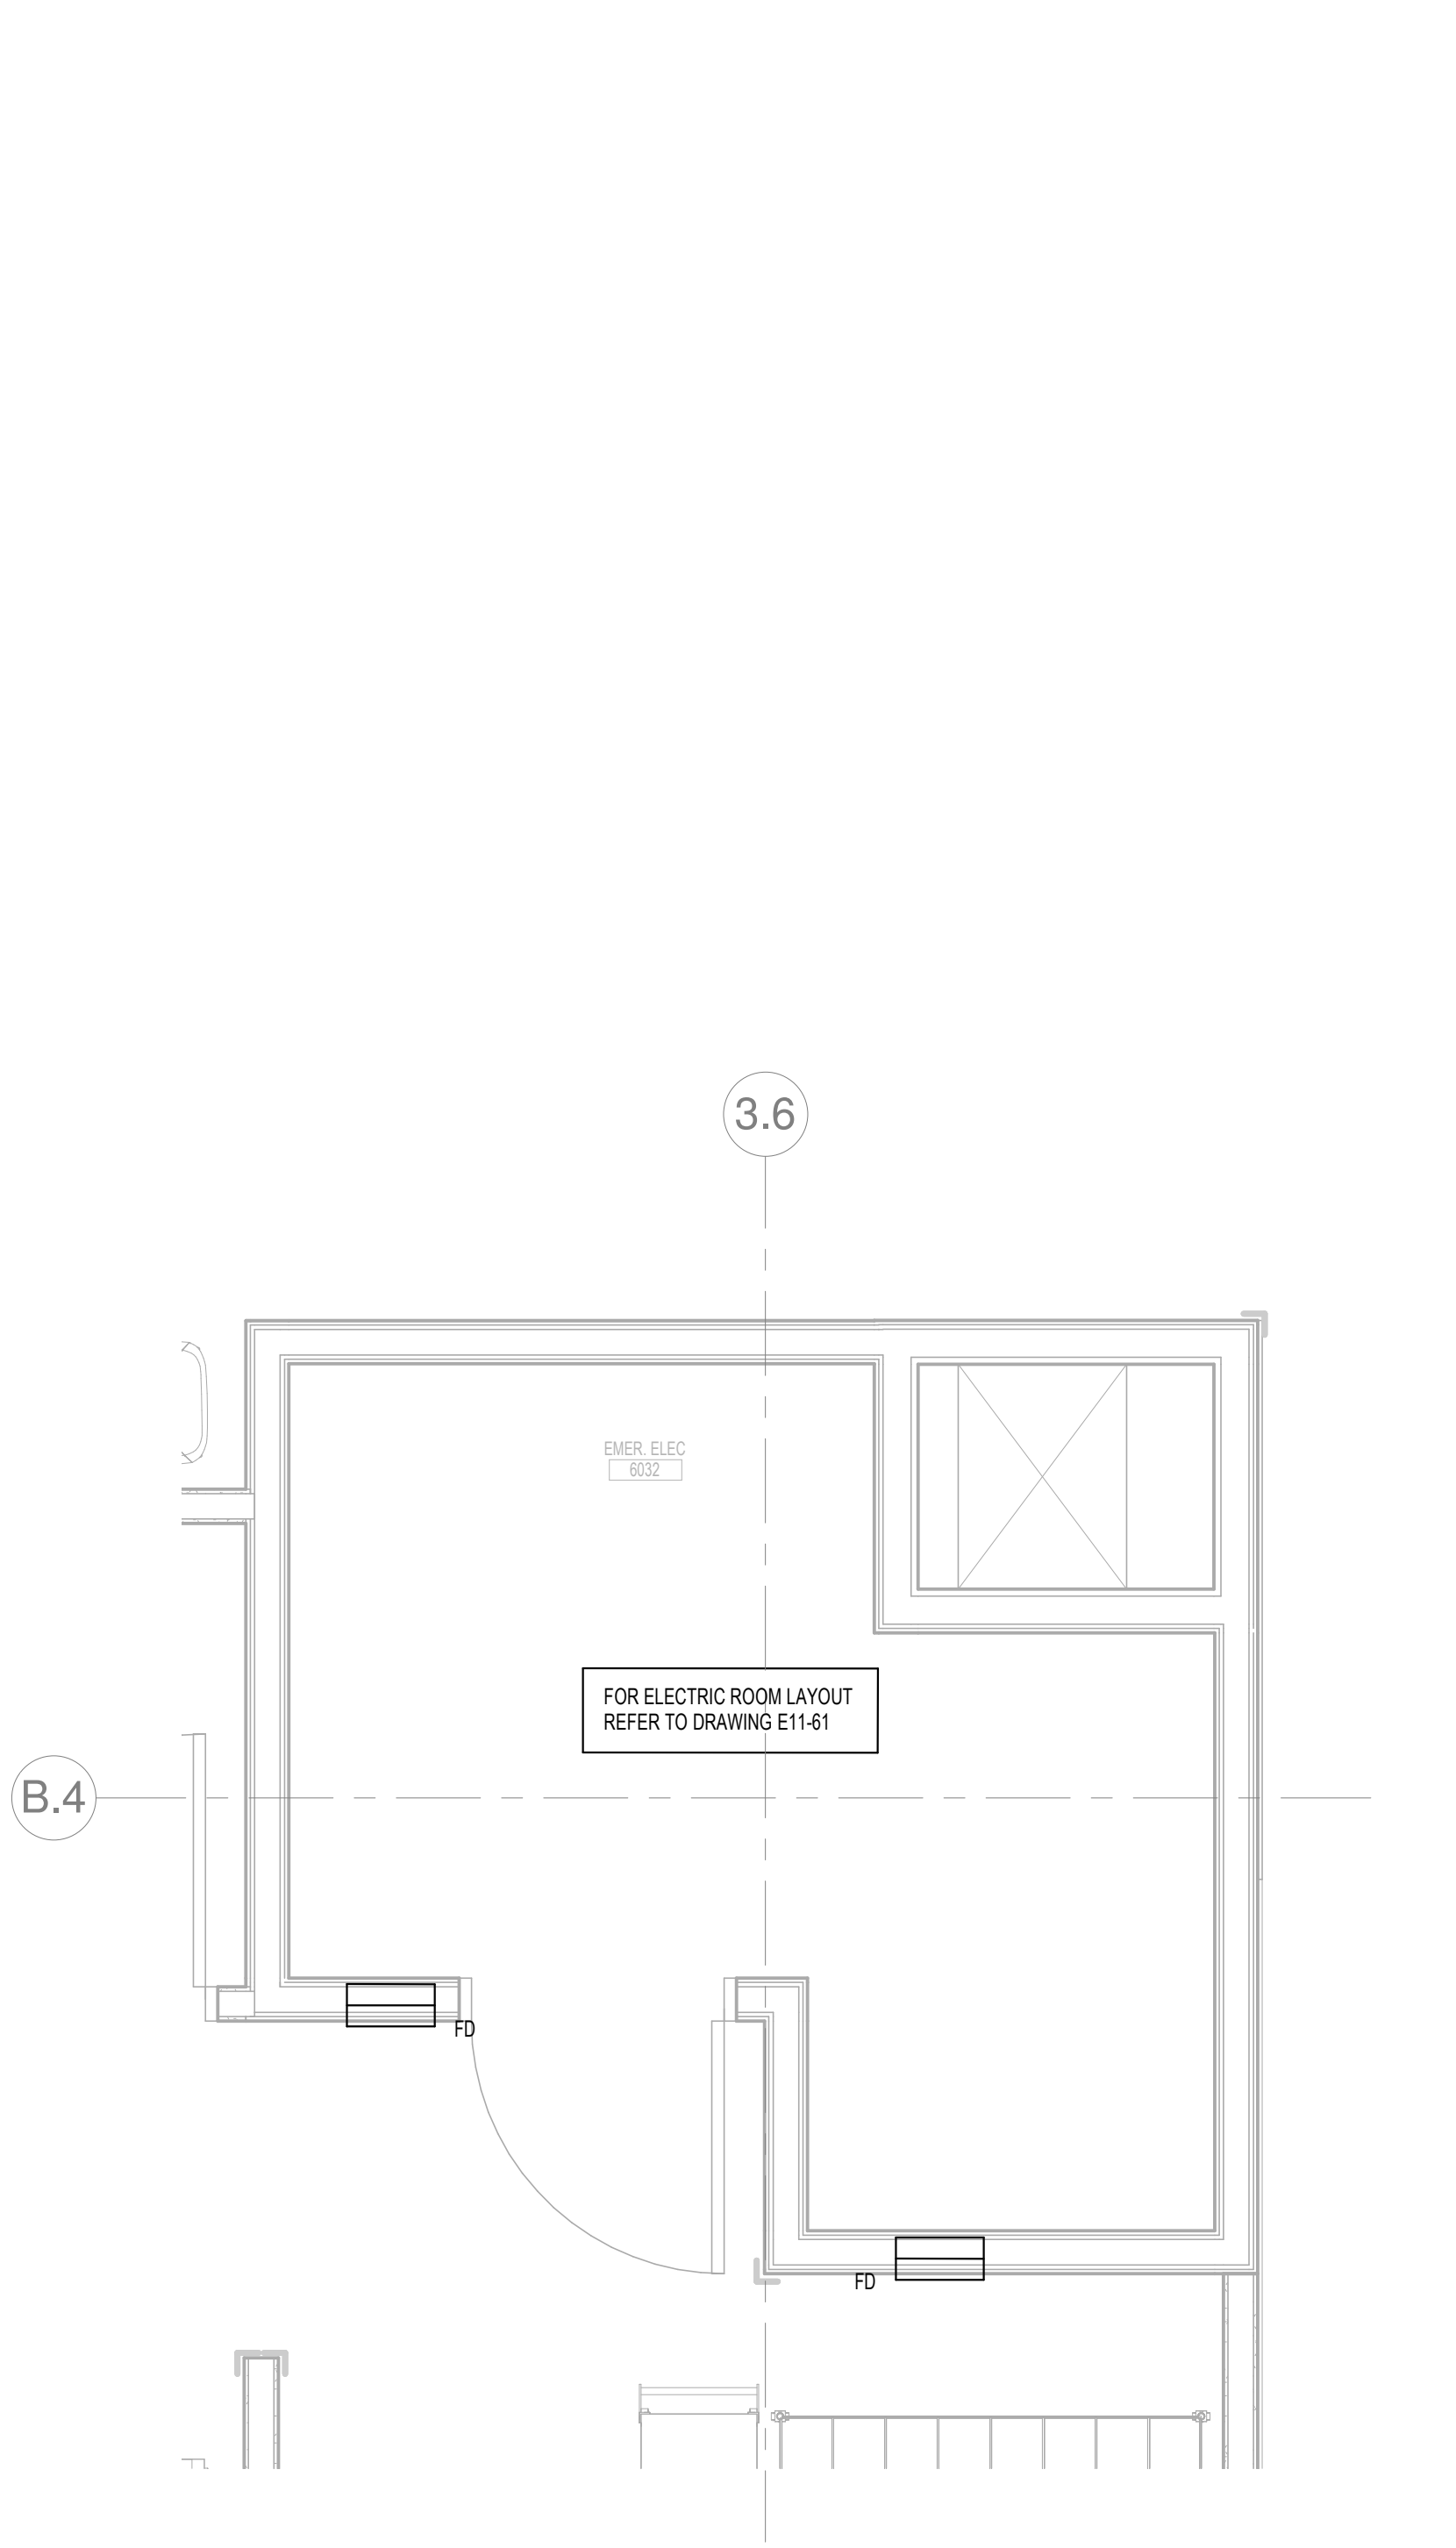 3.6
EMER. ELEC
6032
FOR ELECTRIC ROOM LAYOUT
REFER TO DRAWING E11-61
B.4
FD
FD